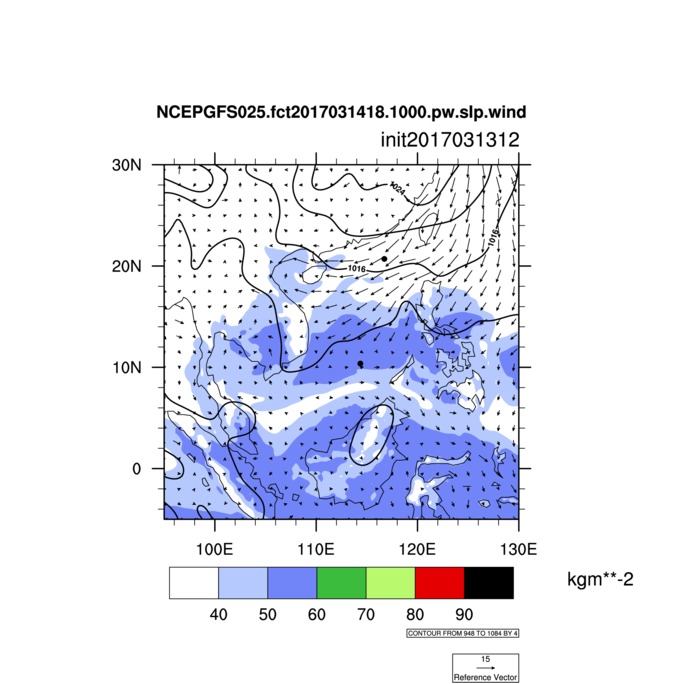 NCEPGFS025.fct2017031418.1000.pw.slp.wind
init2017031312
30N
20N
10N
0
1024
1016
1016
100E 110E 120E 130E
40 50 60 70 80 90
kgm**-2
CONTOUR FROM 948 TO 1084 BY 4
15
Reference Vector